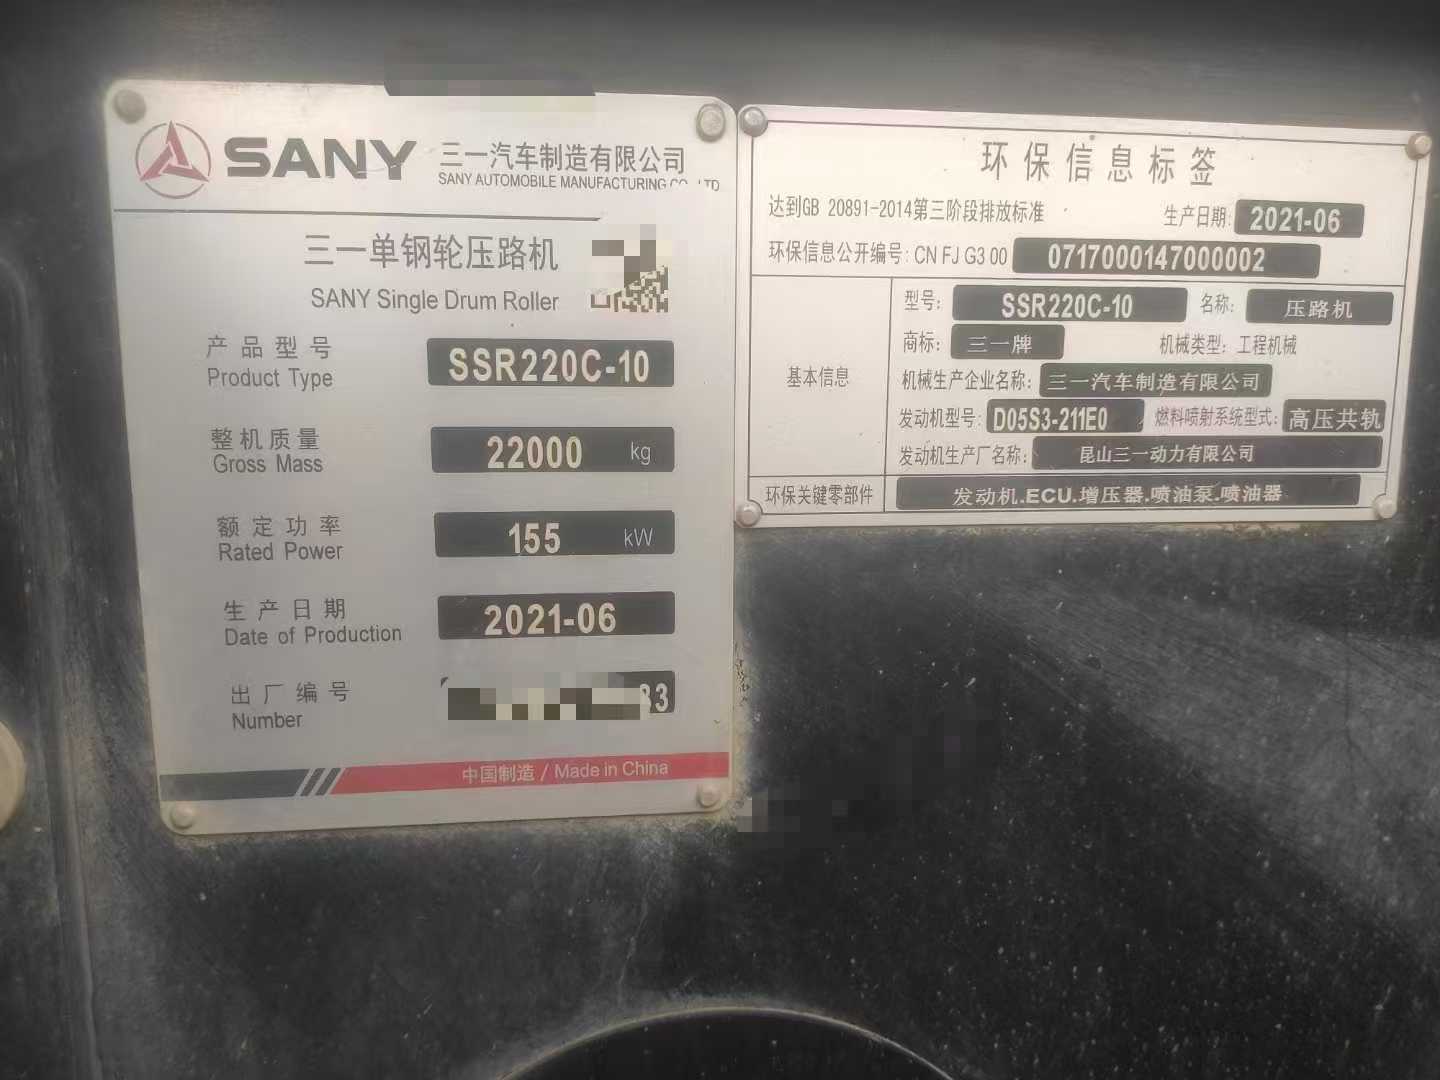 SANY 三一汽车制造有限公司
SANY AUTOMOBILE MANUFACTURING CO., LTD
三一单钢轮压路机
SANY Single Drum Roller
产品型号 SSR220C-10
Product Type
整机质量 22000 kg
Gross Mass
额定功率 155 kW
Rated Power
生产日期 2021-06
Date of Production
出厂编号 33
Number
中国制造 / Made in China
环保信息标签
达到GB 20891-2014第三阶段排放标准 生产日期: 2021-06
环保信息公开编号: CN FJ G3 00 0717000147000002
基本信息
型号: SSR220C-10 名称: 压路机
商标: 三一牌 机械类型: 工程机械
机械生产企业名称: 三一汽车制造有限公司
发动机型号: D05S3-211E0 燃料喷射系统型式: 高压共轨
发动机生产厂名称: 昆山三一动力有限公司
环保关键零部件 发动机.ECU.增压器.喷油泵.喷油器